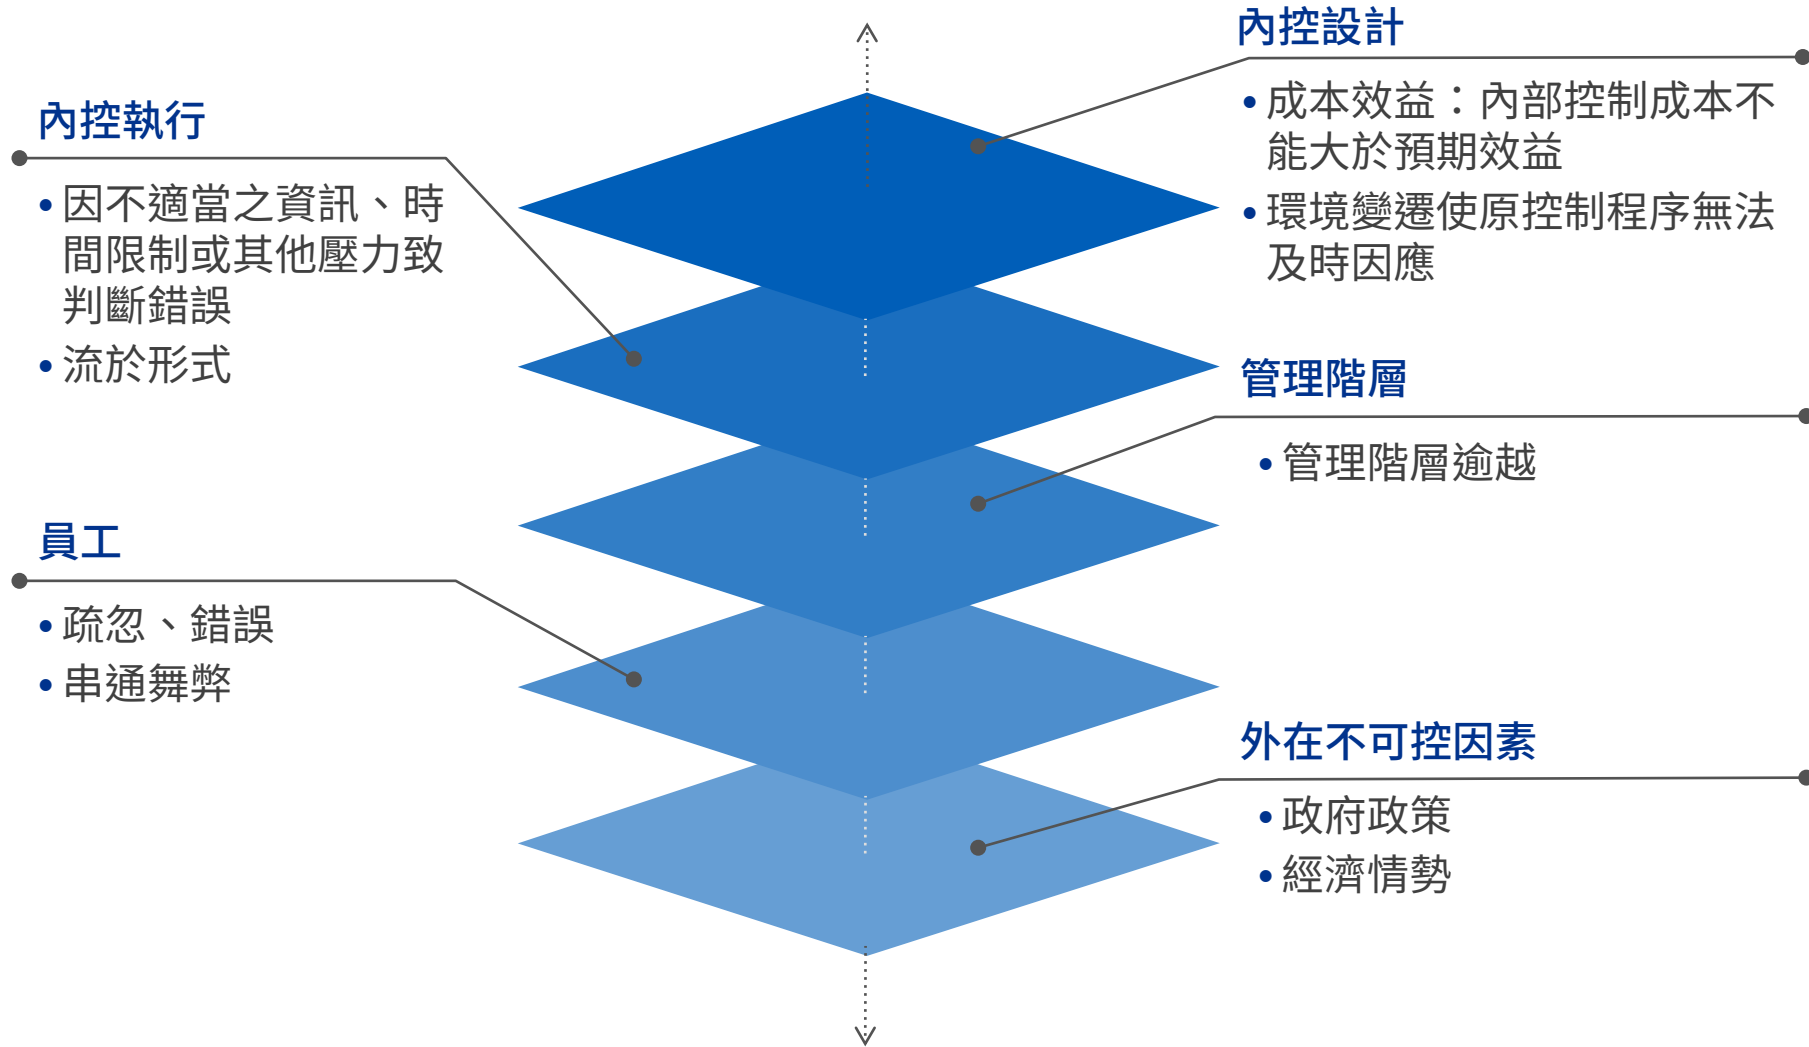 內控設計
• 成本效益：內部控制成本不
能大於預期效益
• 環境變遷使原控制程序無法
及時因應
內控執行
• 因不適當之資訊、時
間限制或其他壓力致
判斷錯誤
• 流於形式
管理階層
• 管理階層逾越
員工
• 疏忽、錯誤
• 串通舞弊
外在不可控因素
• 政府政策
• 經濟情勢